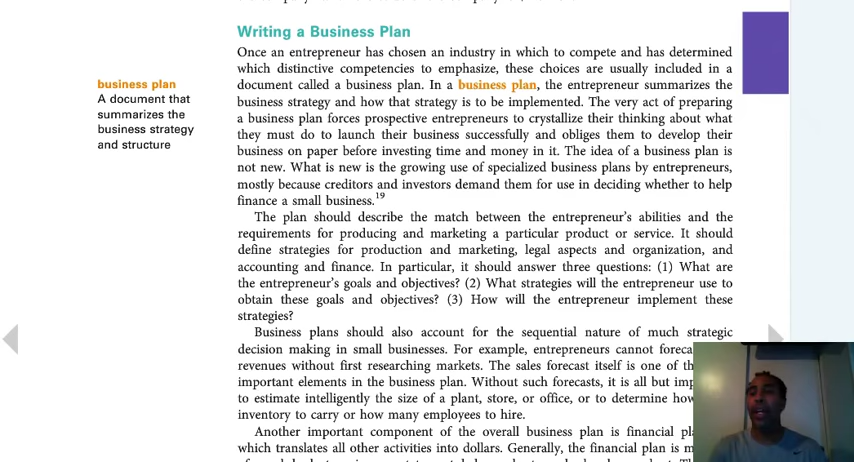 Writing a Business Plan
Once an entrepreneur has chosen an industry in which to compete and has determined
which distinctive competencies to emphasize, these choices are usually included in a
document called a business plan. In a business plan, the entrepreneur summarizes the
business strategy and how that strategy is to be implemented. The very act of preparing
a business plan forces prospective entrepreneurs to crystallize their thinking about what
they must do to launch their business successfully and obliges them to develop their
business on paper before investing time and money in it. The idea of a business plan is
not new. What is new is the growing use of specialized business plans by entrepreneurs,
mostly because creditors and investors demand them for use in deciding whether to help
finance a small business.19
business plan
A document that
summarizes the
business strategy
and structure
The plan should describe the match between the entrepreneur's abilities and the
requirements for producing and marketing a particular product or service. It should
define strategies for production and marketing, legal aspects and organization, and
accounting and finance. In particular, it should answer three questions: (1) What are
the entrepreneur's goals and objectives? (2) What strategies will the entrepreneur use to
obtain these goals and objectives? (3) How will the entrepreneur implement these
strategies?
Business plans should also account for the sequential nature of much strategic
decision making in small businesses. For example, entrepreneurs cannot
revenues without first researching markets. The sales forecast itself is one of
important elements in the business plan. Without such forecasts, it is all but
to estimate intelligently the size of a plant, store, or office, or to determine
inventory to carry or how many employees to hire.
Another important component of the overall business plan is financial
which translates all other activities into dollars. Generally, the financial plan is